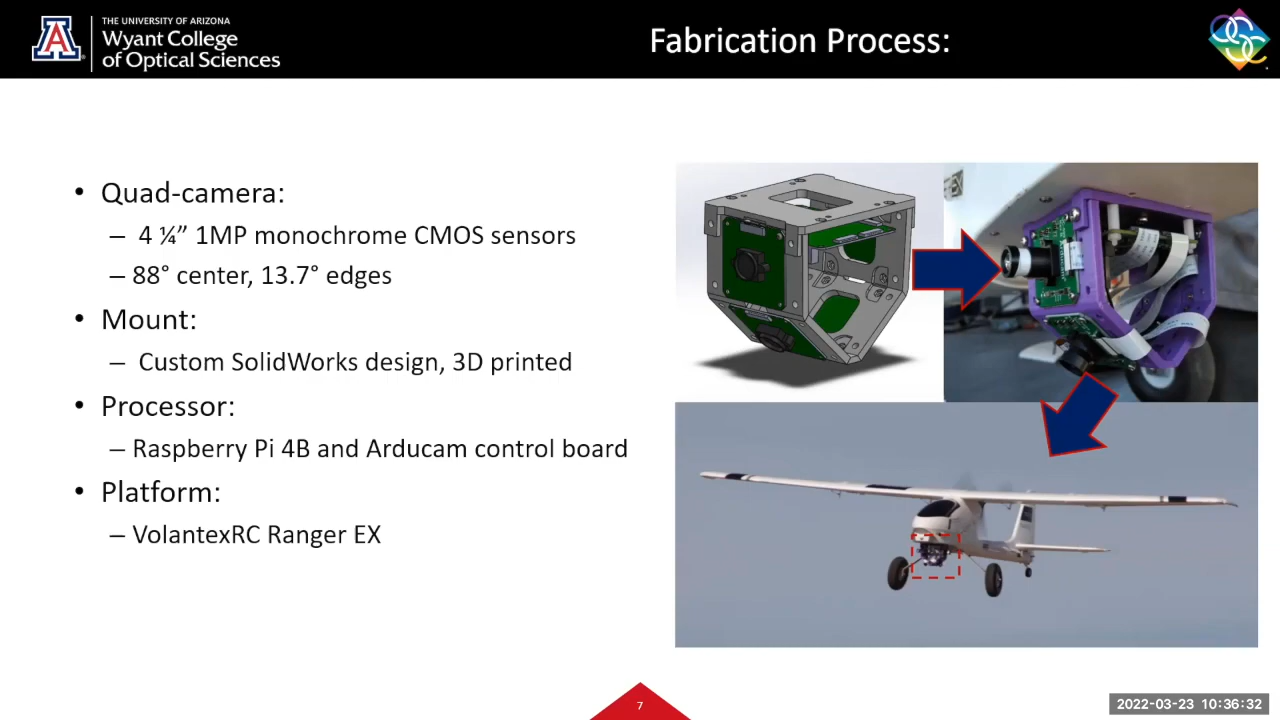 THE UNIVERSITY OF ARIZONA
Wyant College
of Optical Sciences
Fabrication Process:
• Quad-camera:
– 4 ¼” 1MP monochrome CMOS sensors
– 88° center, 13.7° edges
• Mount:
– Custom SolidWorks design, 3D printed
• Processor:
– Raspberry Pi 4B and Arducam control board
• Platform:
– VolantexRC Ranger EX
7
2022-03-23 10:36:32